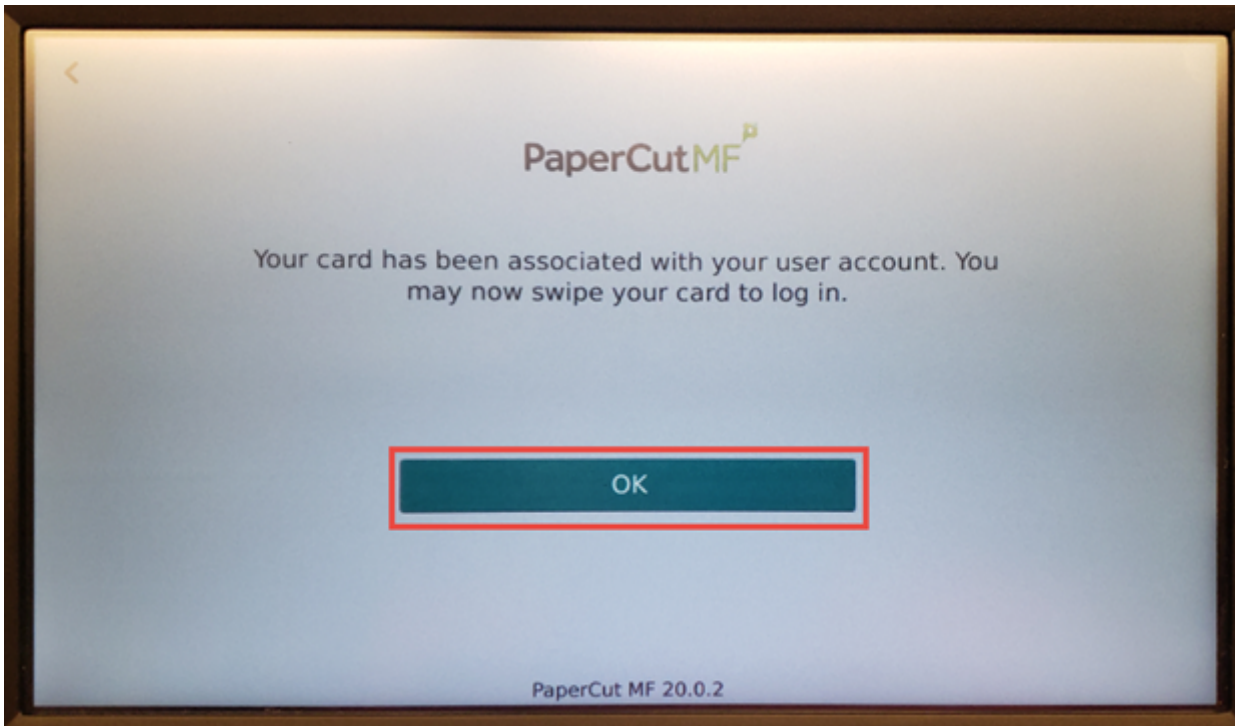 PaperCutMF
Your card has been associated with your user account. You
may now swipe your card to log in.
OK
PaperCut MF 20.0.2